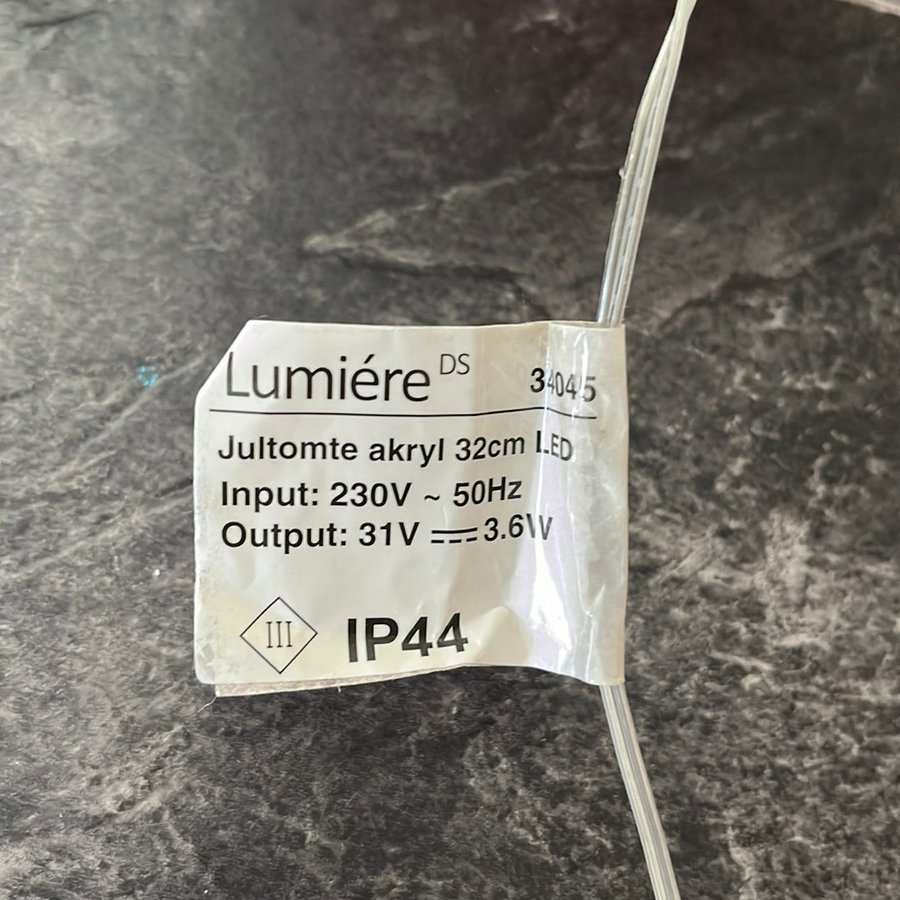 Lumiére DS 34045
Jultomte akryl 32cm LED
Input: 230V ~ 50Hz
Output: 31V ⎓ 3.6W
III IP44